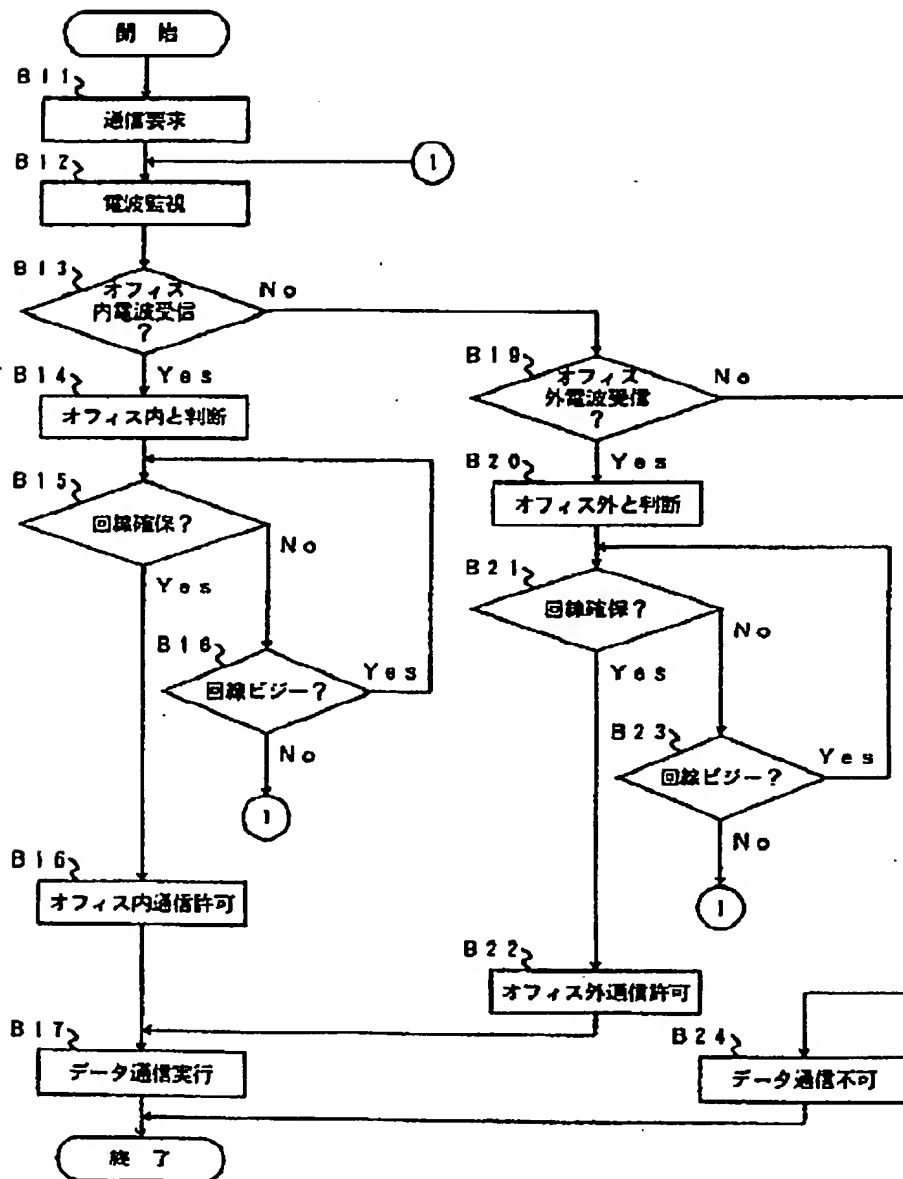 開 始
B11
通信要求
B12
1
電波監視
B13
オフィス
内電波受信
?
No
Yes
B14
オフィス内と判断
B15
回線確保?
No
Yes
B18
回線ビジー?
Yes
No
1
B16
オフィス内通信許可
B17
データ通信実行
終 了
B19
オフィス
外電波受信
?
No
Yes
B20
オフィス外と判断
B21
回線確保?
No
Yes
B23
回線ビジー?
Yes
No
1
B22
オフィス外通信許可
B24
データ通信不可